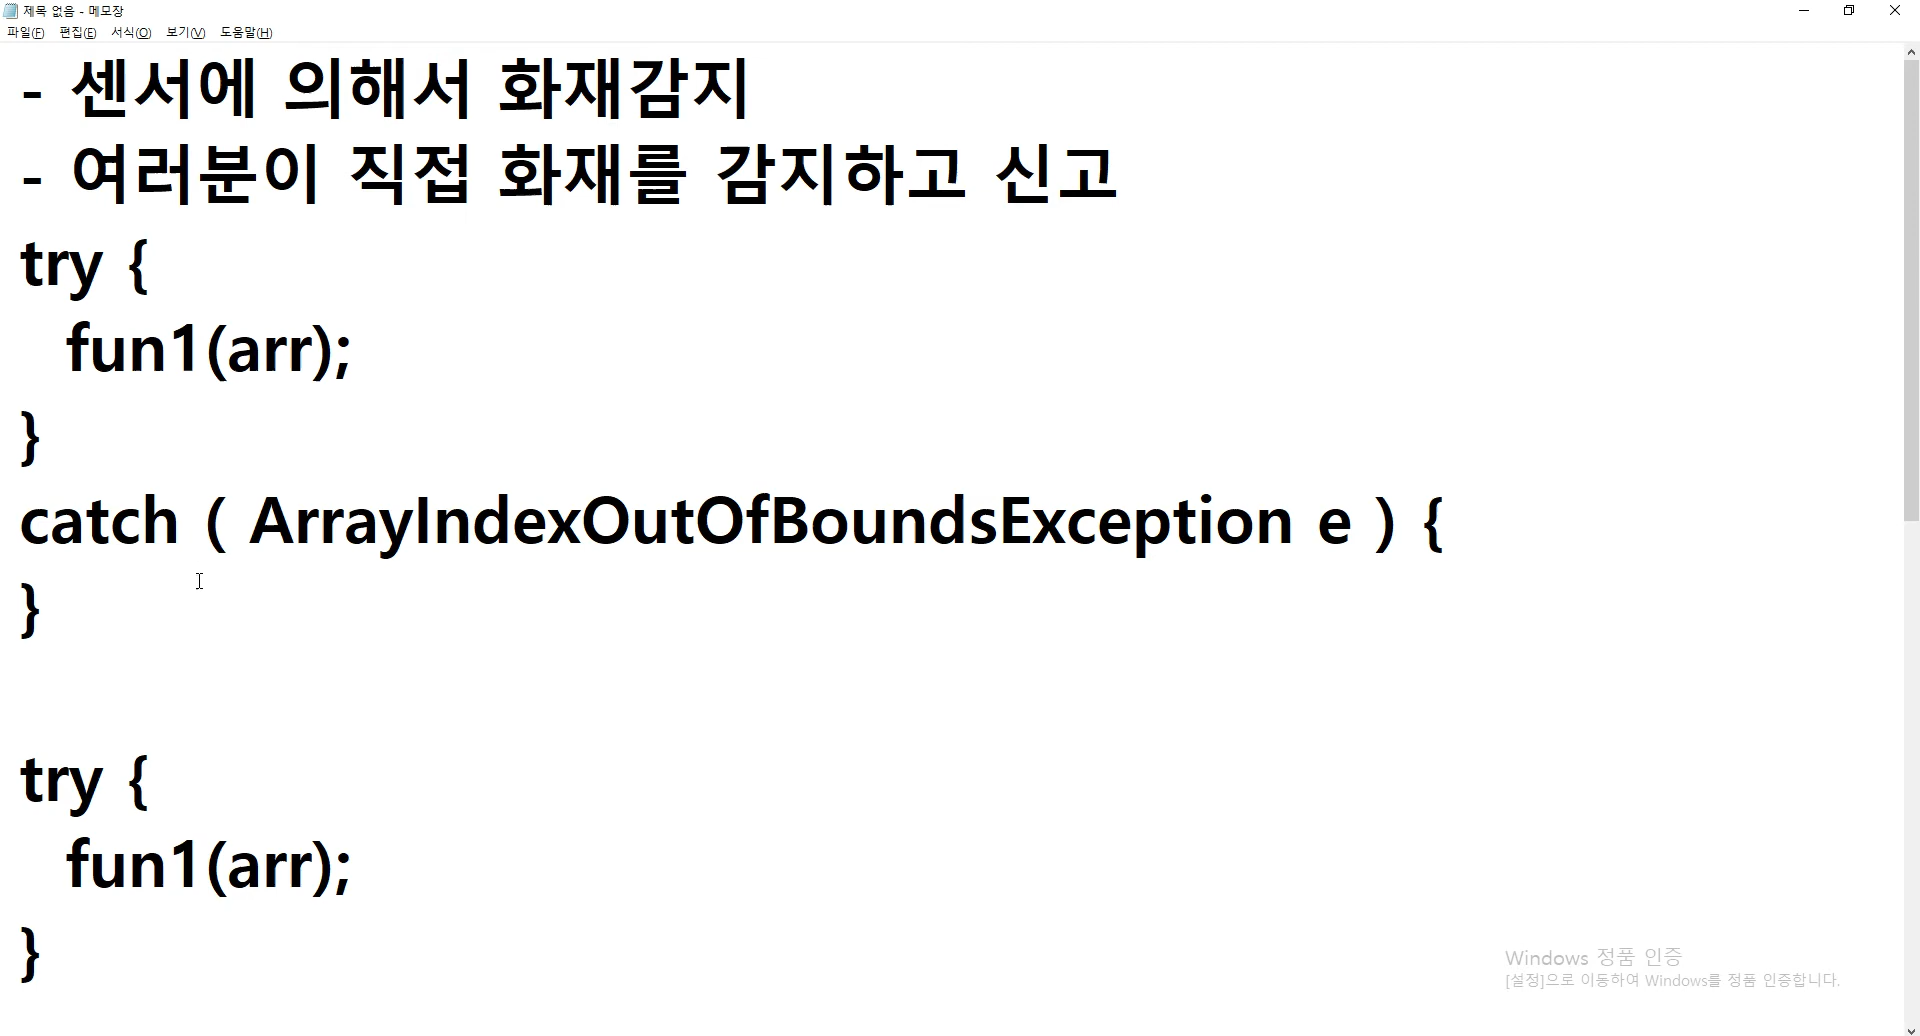 제목 없음 - 메모장
파일(F) 편집(E) 서식(O) 보기(V) 도움말(H)
- 센서에 의해서 화재감지
- 여러분이 직접 화재를 감지하고 신고
try {
fun1(arr);
}
catch ( ArrayIndexOutOfBoundsException e ) {
}
try {
fun1(arr);
}
Windows 정품 인증
[설정]으로 이동하여 Windows를 정품 인증합니다.